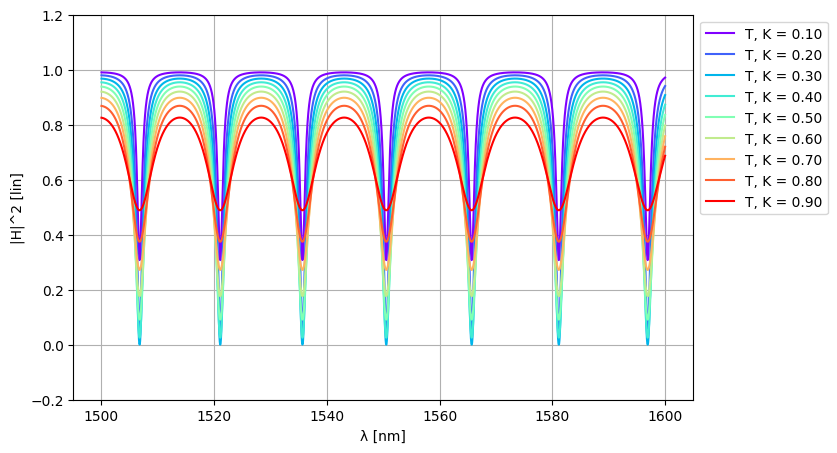 1.2
1.0
0.8
0.6
0.4
0.2
0.0
−0.2
|H|^2 [lin]
1500
1520
1540
1560
1580
1600
λ [nm]
T, K = 0.10
T, K = 0.20
T, K = 0.30
T, K = 0.40
T, K = 0.50
T, K = 0.60
T, K = 0.70
T, K = 0.80
T, K = 0.90